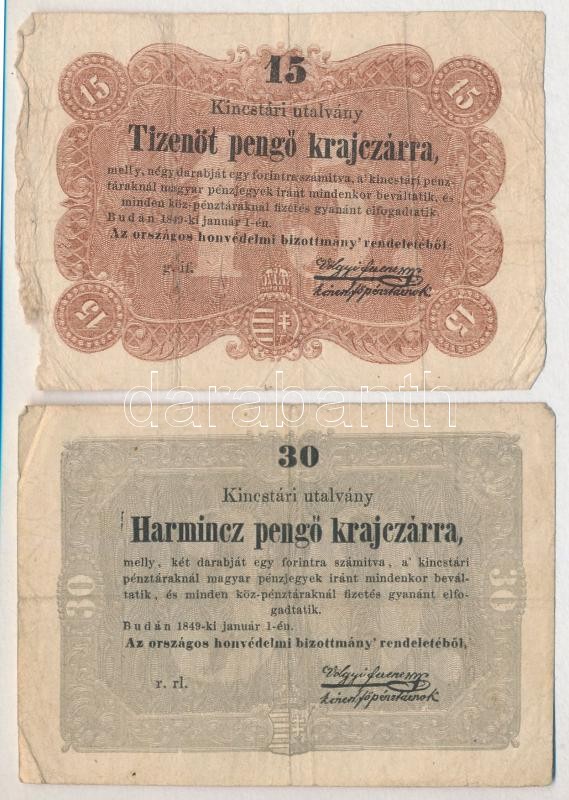 15
15 15
Kincstári utalvány
Tizenöt pengő krajczárra,
melly, négy darabját egy forintra számitva, a' kincstári pénz-
táraknál magyar pénzjegyek iránt mindenkor beváltatik, és
minden köz-pénztáraknál fizetés gyanánt elfogadtatik.
Budán 1849-ki január 1-én.
Az országos honvédelmi bizottmány' rendeletéből:
g. if.
15 15
darabanth
30
Kincstári utalvány
Harmincz pengő krajczárra,
melly, két darabját egy forintra számitva, a' kincstári
pénztáraknál magyar pénzjegyek iránt mindenkor bevál-
tatik, és minden köz-pénztáraknál fizetés gyanánt elfo-
gadtatik.
30 30
Budán 1849-ki január 1-én.
Az országos honvédelmi bizottmány' rendeletéből,
r. rl.